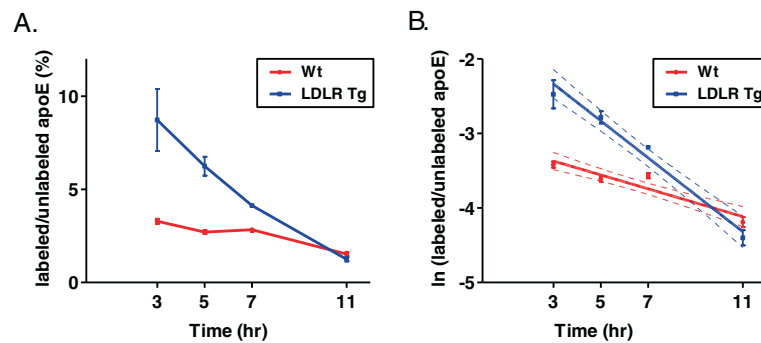 A.
labeled/unlabeled apoE (%)
10
5
0
3 5 7 11
Time (hr)
Wt
LDLR Tg
B.
ln (labeled/unlabeled apoE)
-2
-3
-4
-5
3 5 7 11
Time (hr)
Wt
LDLR Tg